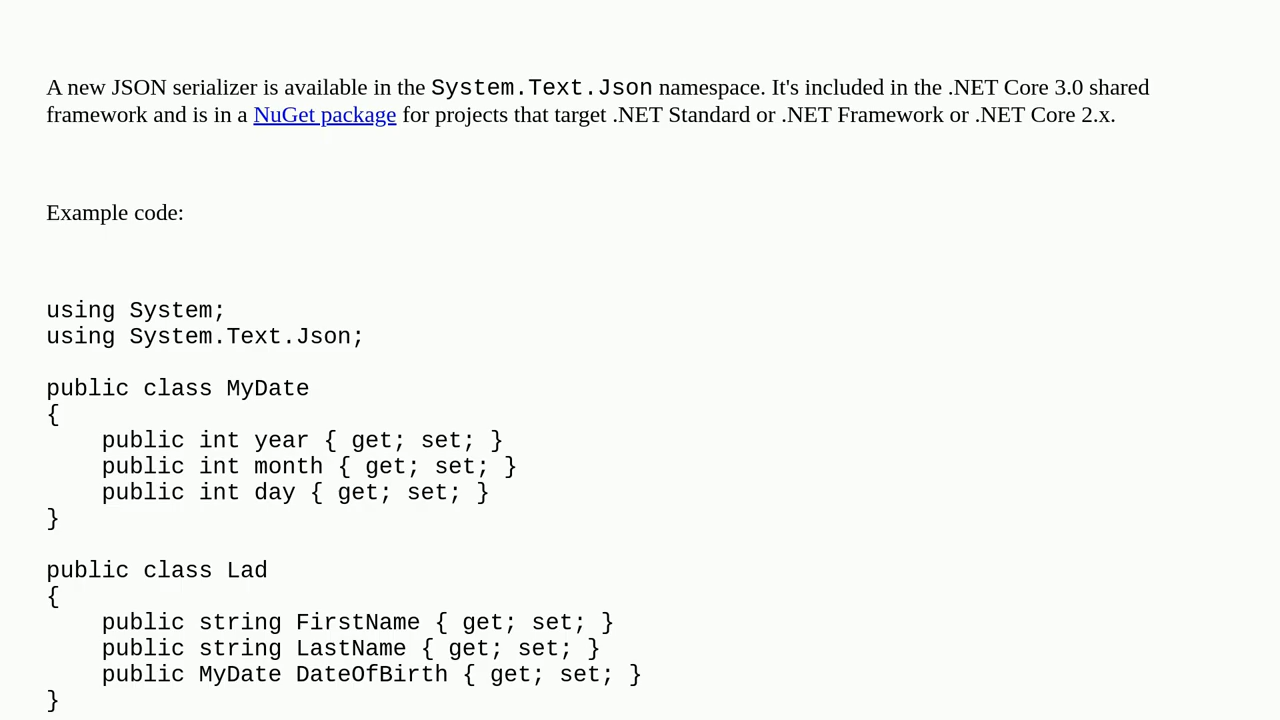 A new JSON serializer is available in the System.Text.Json namespace. It's included in the .NET Core 3.0 shared
framework and is in a NuGet package for projects that target .NET Standard or .NET Framework or .NET Core 2.x.
Example code:
using System;
using System.Text.Json;
public class MyDate
{
    public int year { get; set; }
    public int month { get; set; }
    public int day { get; set; }
}
public class Lad
{
    public string FirstName { get; set; }
    public string LastName { get; set; }
    public MyDate DateOfBirth { get; set; }
}